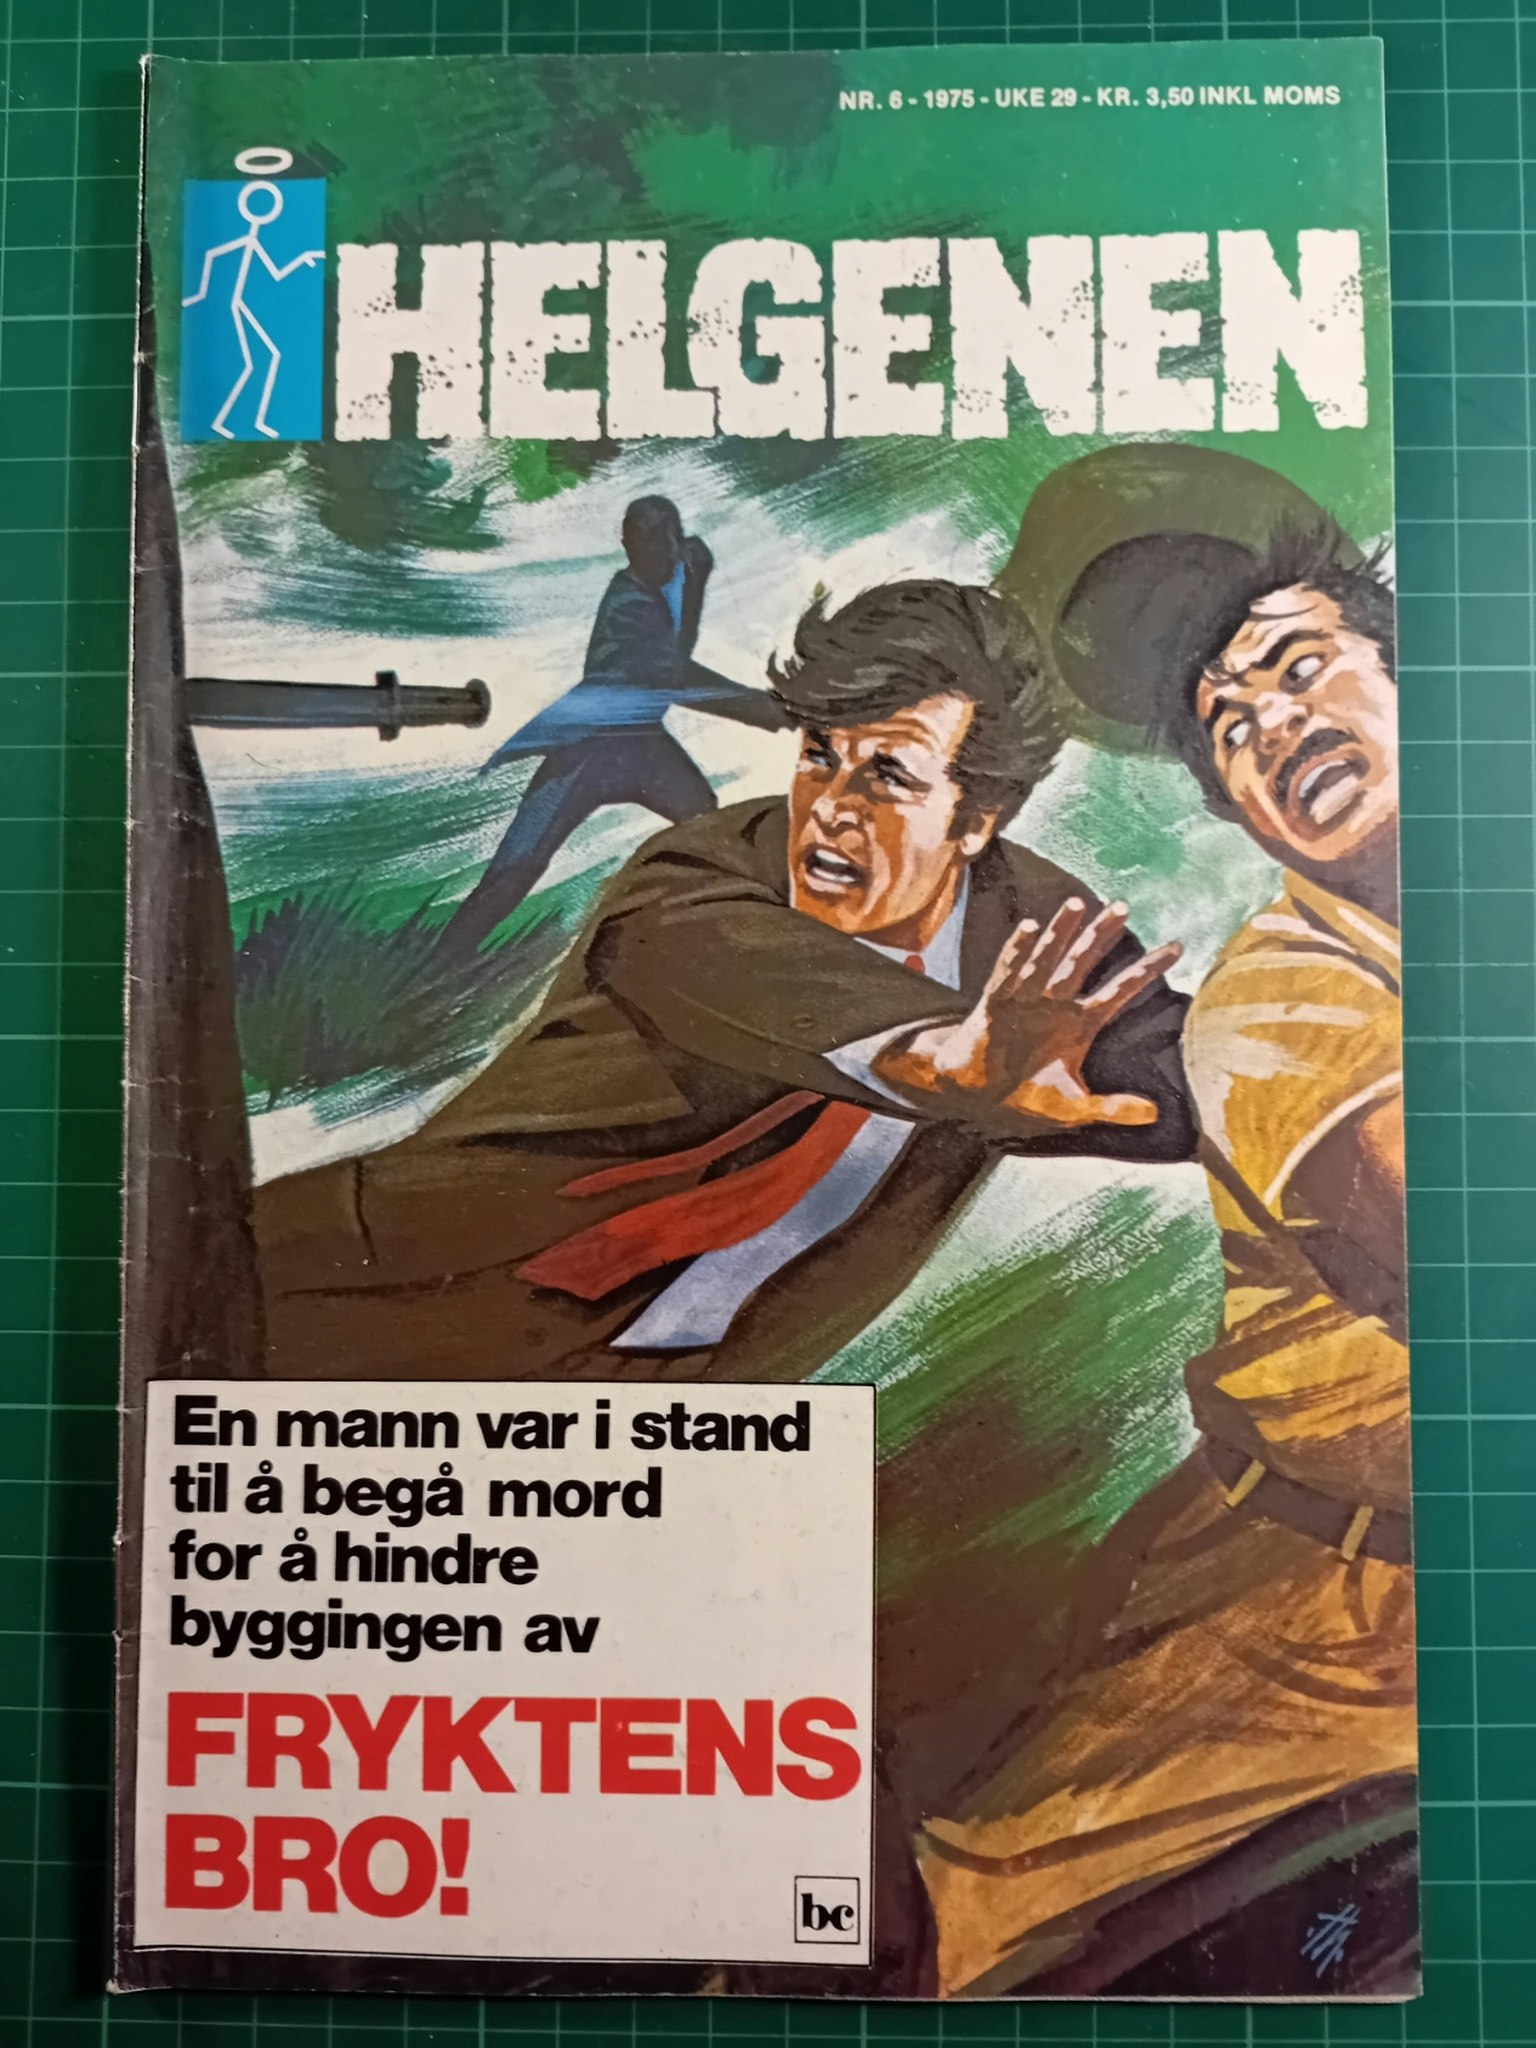 NR. 6 - 1975 - UKE 29 - KR. 3,50 INKL MOMS
HELGENEN
En mann var i stand
til å begå mord
for å hindre
byggingen av
FRYKTENS
BRO!
bc